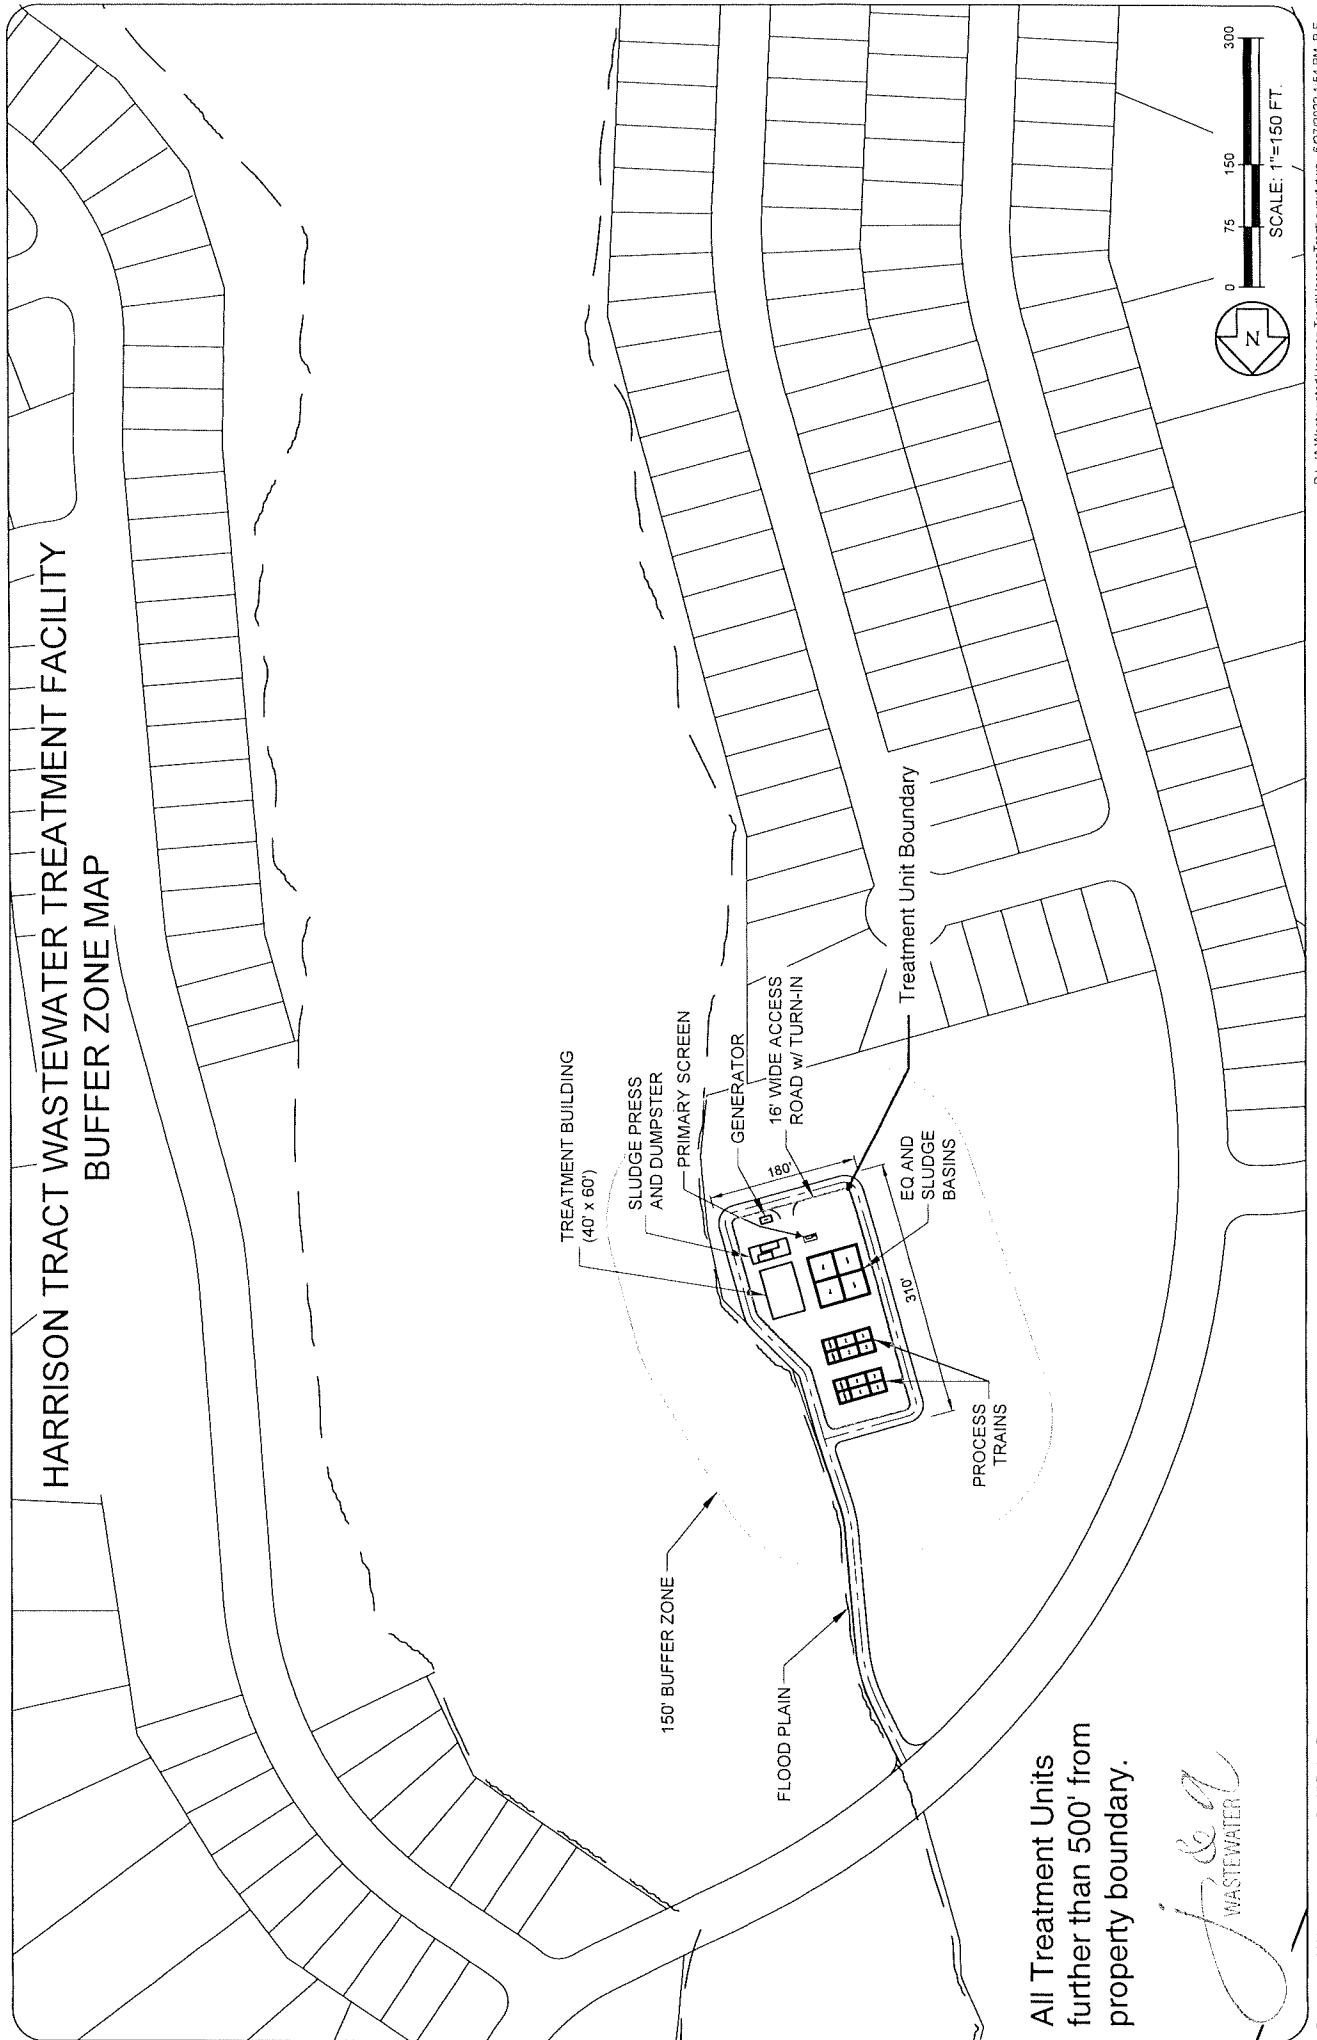 HARRISON TRACT WASTEWATER TREATMENT FACILITY
BUFFER ZONE MAP
TREATMENT BUILDING
(40' x 60')
SLUDGE PRESS
AND DUMPSTER
PRIMARY SCREEN
GENERATOR
16' WIDE ACCESS
ROAD w/ TURN-IN
Treatment Unit Boundary
180'
310'
EQ AND
SLUDGE
BASINS
PROCESS
TRAINS
150' BUFFER ZONE
FLOOD PLAIN
All Treatment Units
further than 500' from
property boundary.
j & a
WASTEWATER
N
0 75 150 300
SCALE: 1"=150 FT.